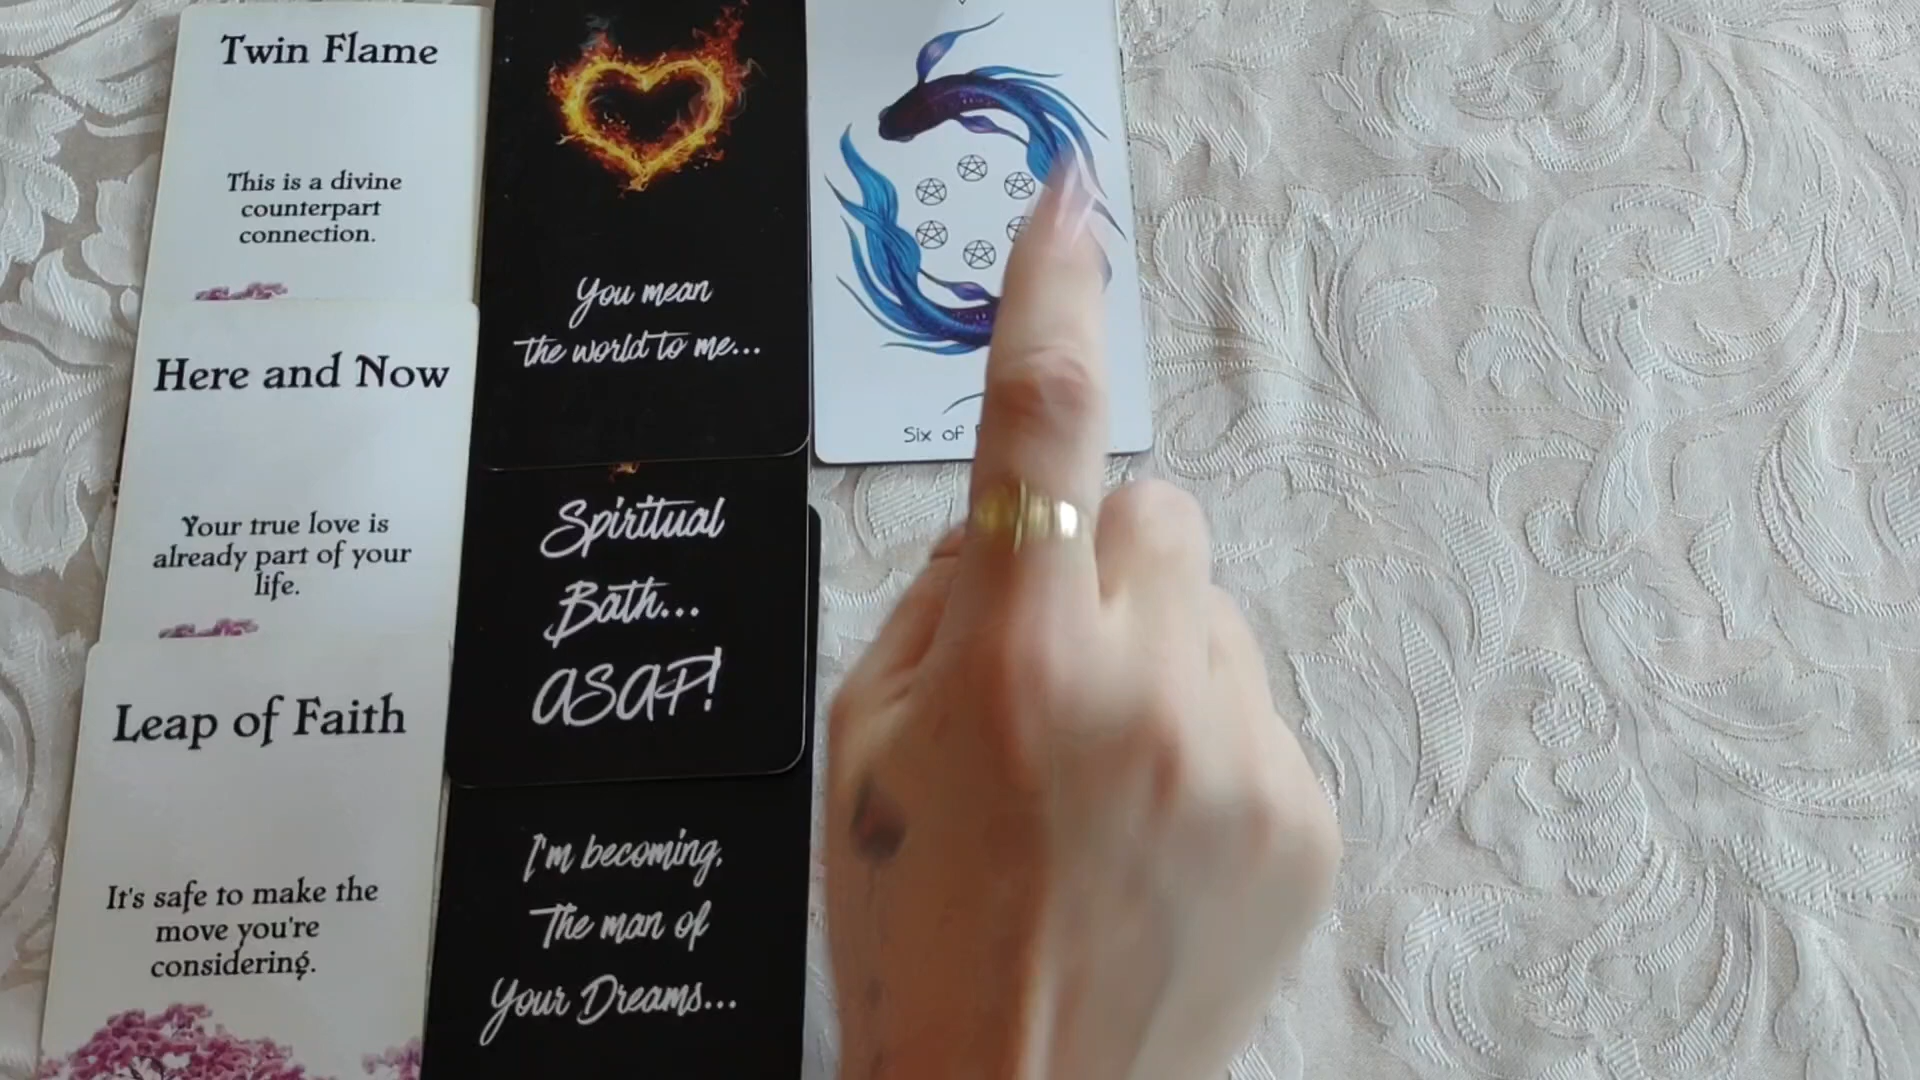 Twin Flame
This is a divine
counterpart
connection.
Here and Now
Your true love is
already part of your
life.
Leap of Faith
It's safe to make the
move you're
considering.
You mean
the world to me...
Spiritual
Bath...
ASAP!
I'm becoming,
The man of
Your Dreams...
Six of